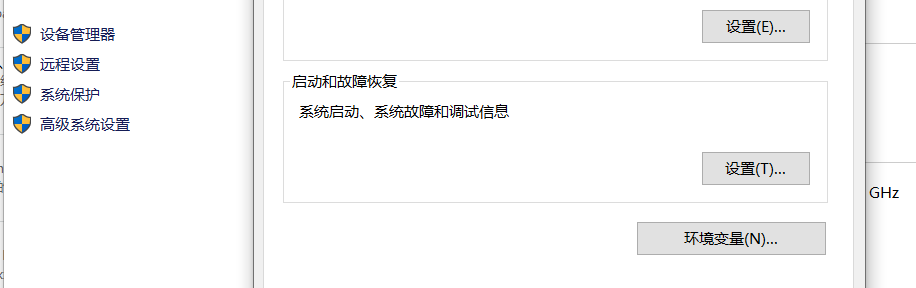 设备管理器
远程设置
系统保护
高级系统设置
设置(E)...
启动和故障恢复
系统启动、系统故障和调试信息
设置(T)...
环境变量(N)...
GHz